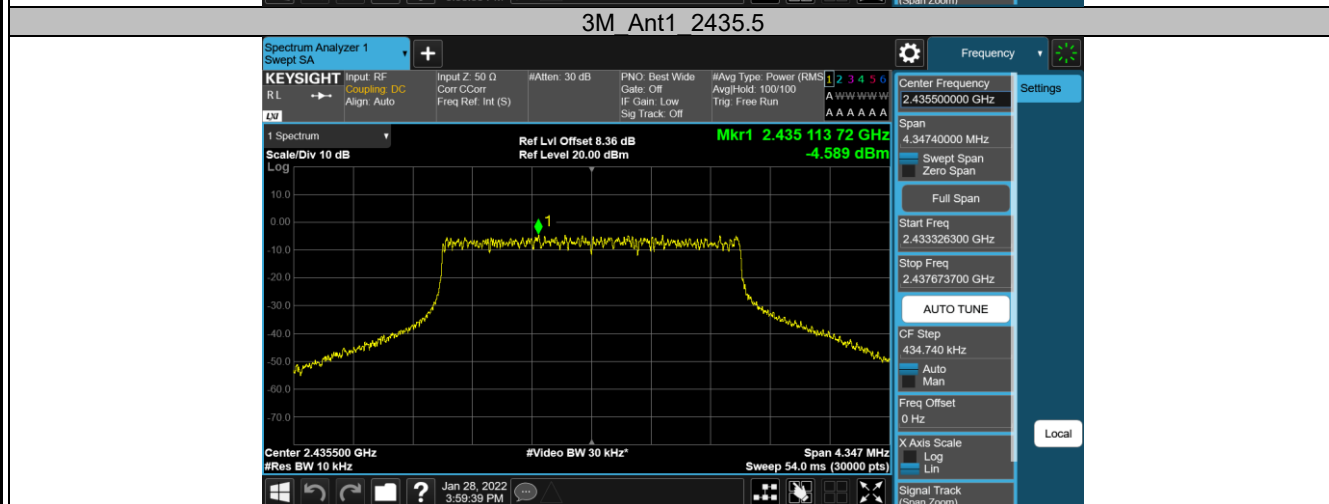 3M_Ant1_2435.5
Spectrum Analyzer 1
Swept SA
Frequency
KEYSIGHT
RL
LXI
Input: RF
Coupling: DC
Align: Auto
Input Z: 50 Ω
Corr CCorr
Freq Ref: Int (S)
#Atten: 30 dB
PNO: Best Wide
Gate: Off
IF Gain: Low
Sig Track: Off
#Avg Type: Power (RMS
Avg|Hold: 100/100
Trig: Free Run
1 2 3 4 5 6
A W W W W W
A A A A A A
1 Spectrum
Scale/Div 10 dB
Log
Ref Lvl Offset 8.36 dB
Ref Level 20.00 dBm
Mkr1 2.435 113 72 GHz
-4.589 dBm
10.0
0.00
-10.0
-20.0
-30.0
-40.0
-50.0
-60.0
-70.0
1
Center 2.435500 GHz
#Res BW 10 kHz
#Video BW 30 kHz*
Span 4.347 MHz
Sweep 54.0 ms (30000 pts)
Jan 28, 2022
3:59:39 PM
Center Frequency
2.435500000 GHz
Settings
Span
4.34740000 MHz
Swept Span
Zero Span
Full Span
Start Freq
2.433326300 GHz
Stop Freq
2.437673700 GHz
AUTO TUNE
CF Step
434.740 kHz
Auto
Man
Freq Offset
0 Hz
X Axis Scale
Log
Lin
Local
Signal Track
(Span Zoom)